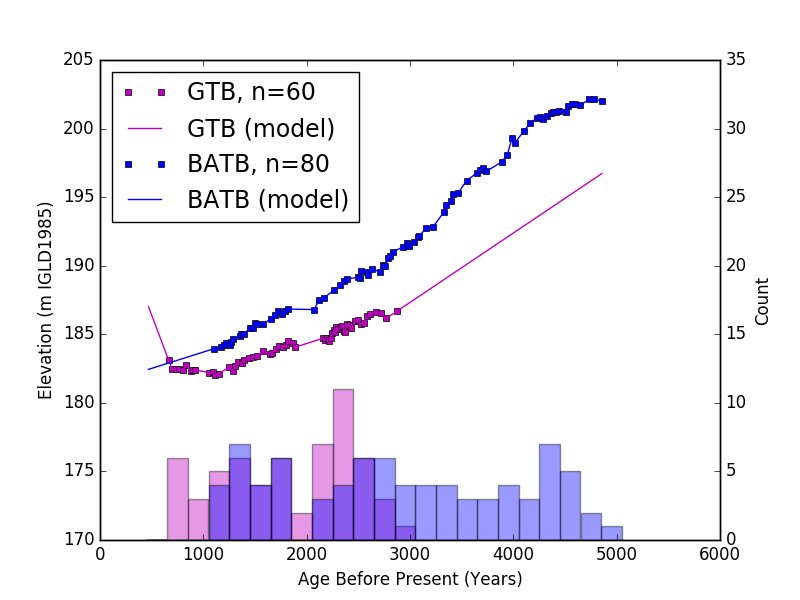 GTB, n=60
GTB (model)
BATB, n=80
BATB (model)
205
200
195
190
185
180
175
170
Elevation (m IGLD1985)
35
30
25
20
15
10
5
0
Count
0 1000 2000 3000 4000 5000 6000
Age Before Present (Years)